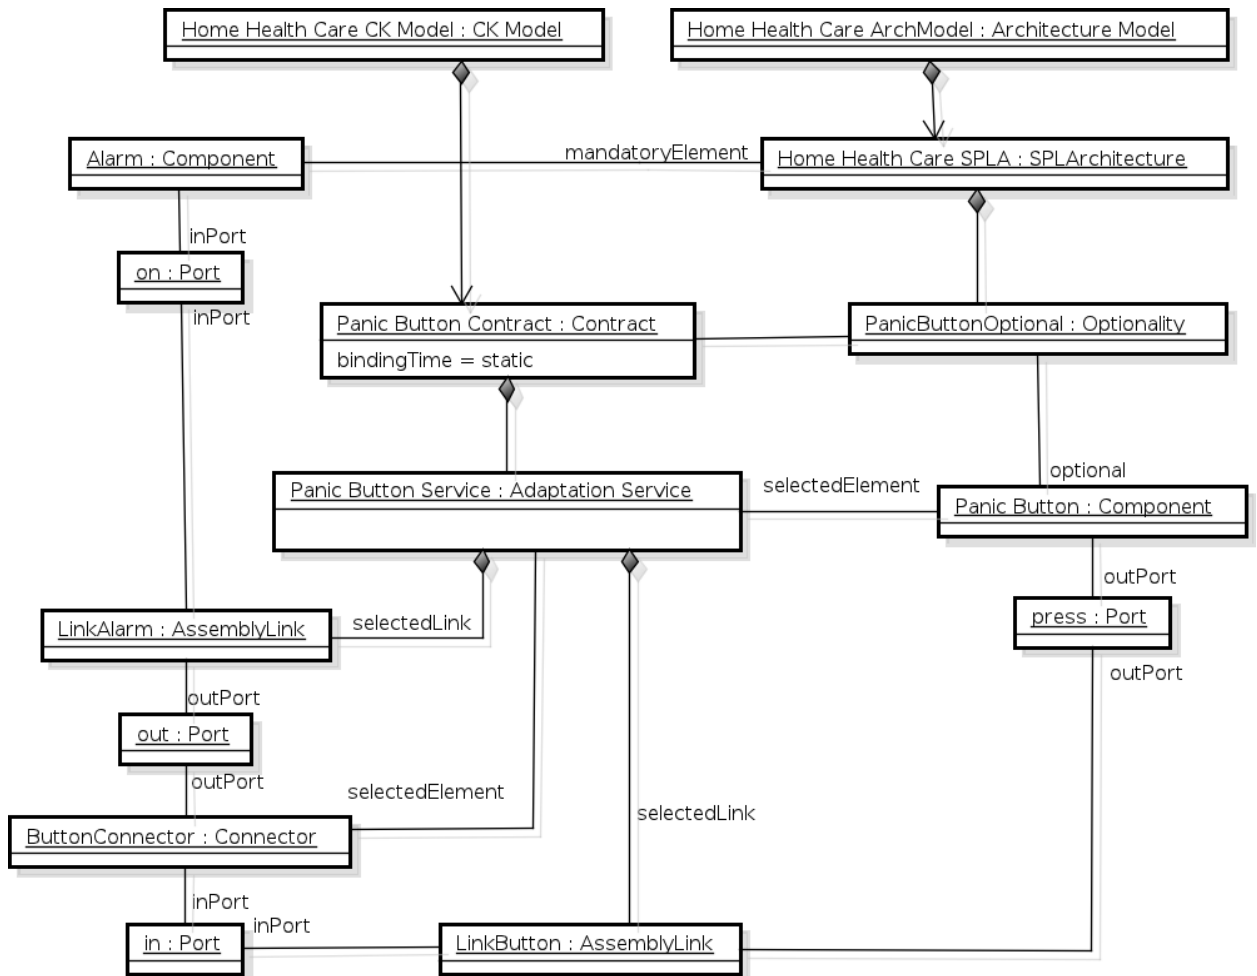 Home Health Care CK Model : CK Model
Home Health Care ArchModel : Architecture Model
Alarm : Component
mandatoryElement
Home Health Care SPLA : SPLArchitecture
inPort
on : Port
inPort
Panic Button Contract : Contract
bindingTime = static
PanicButtonOptional : Optionality
optional
Panic Button Service : Adaptation Service
selectedElement
Panic Button : Component
outPort
press : Port
outPort
LinkAlarm : AssemblyLink
selectedLink
outPort
out : Port
outPort
selectedElement
selectedLink
ButtonConnector : Connector
inPort
inPort
in : Port
LinkButton : AssemblyLink